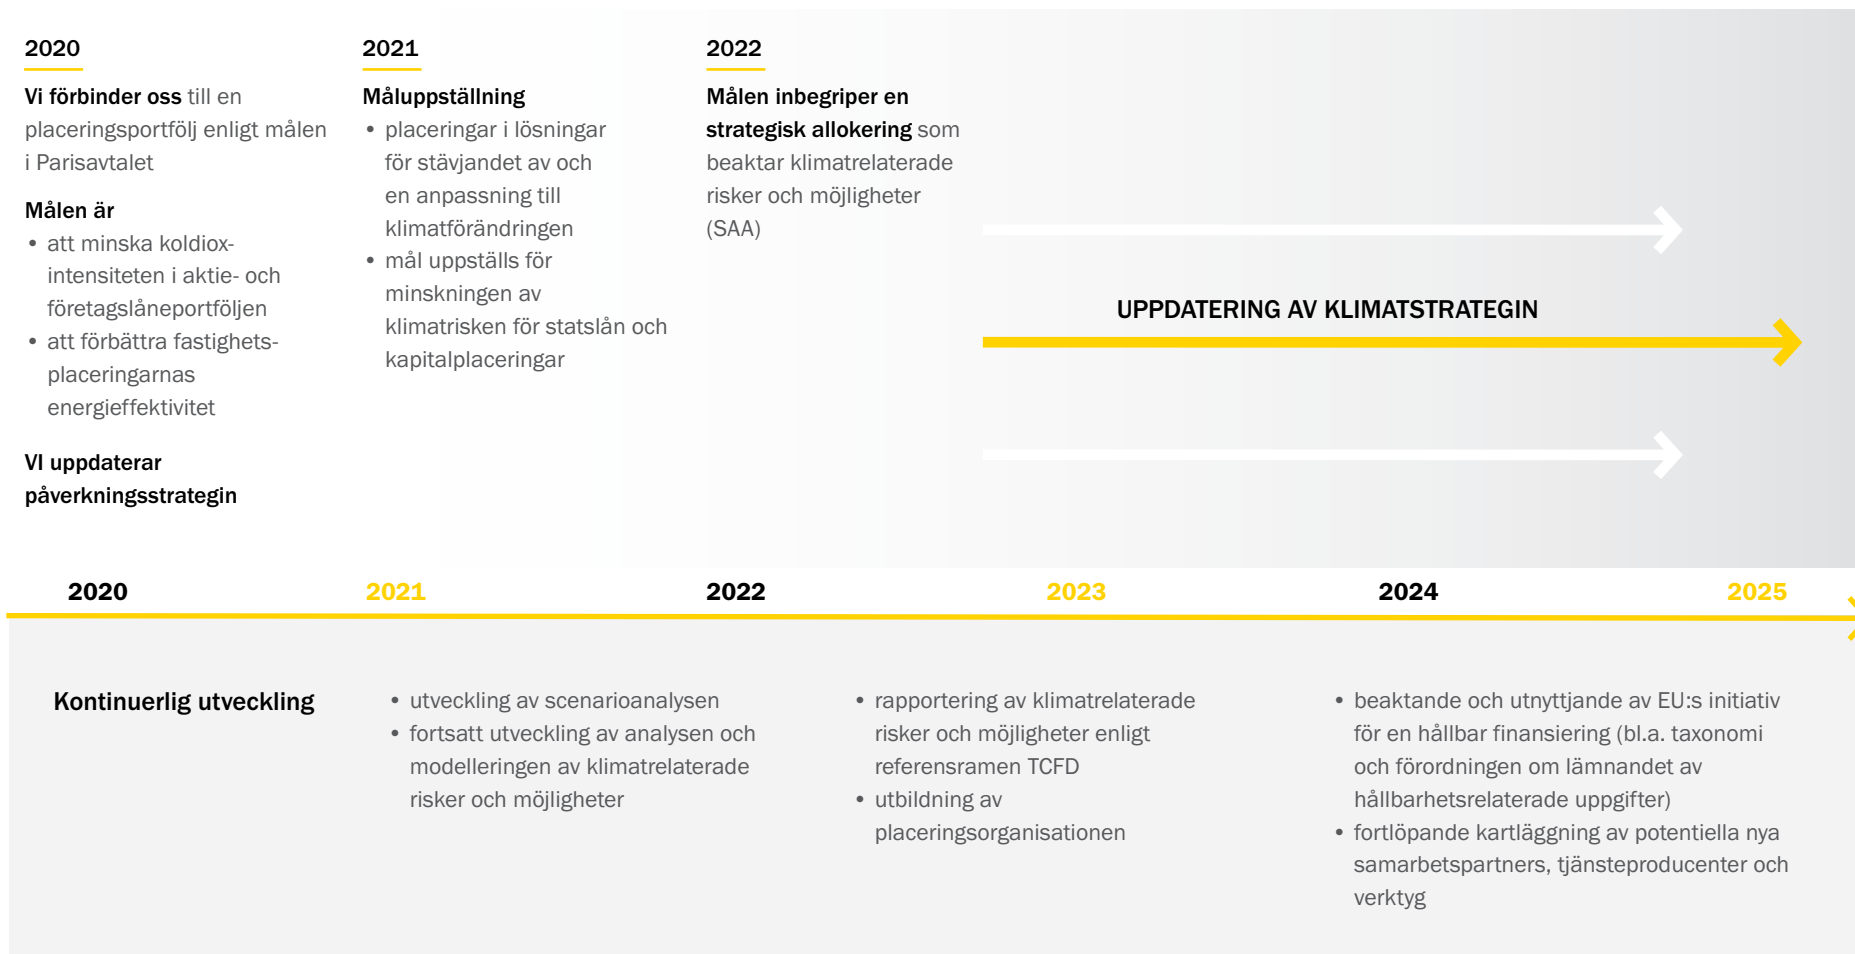 2020
Vi förbinder oss till en
placeringsportfölj enligt målen
i Parisavtalet
Målen är
• att minska koldiox-
intensiteten i aktie- och
företagslåneportföljen
• att förbättra fastighets-
placeringarnas
energieffektivitet
VI uppdaterar
påverkningsstrategin
2021
Måluppställning
• placeringar i lösningar
för stävjandet av och
en anpassning till
klimatförändringen
• mål uppställs för
minskningen av
klimatrisken för statslån och
kapitalplaceringar
2022
Målen inbegriper en
strategisk allokering som
beaktar klimatrelaterade
risker och möjligheter
(SAA)
UPPDATERING AV KLIMATSTRATEGIN
2020 2021 2022 2023 2024 2025
Kontinuerlig utveckling
• utveckling av scenarioanalysen
• fortsatt utveckling av analysen och
modelleringen av klimatrelaterade
risker och möjligheter
• rapportering av klimatrelaterade
risker och möjligheter enligt
referensramen TCFD
• utbildning av
placeringsorganisationen
• beaktande och utnyttjande av EU:s initiativ
för en hållbar finansiering (bl.a. taxonomi
och förordningen om lämnandet av
hållbarhetsrelaterade uppgifter)
• fortlöpande kartläggning av potentiella nya
samarbetspartners, tjänsteproducenter och
verktyg